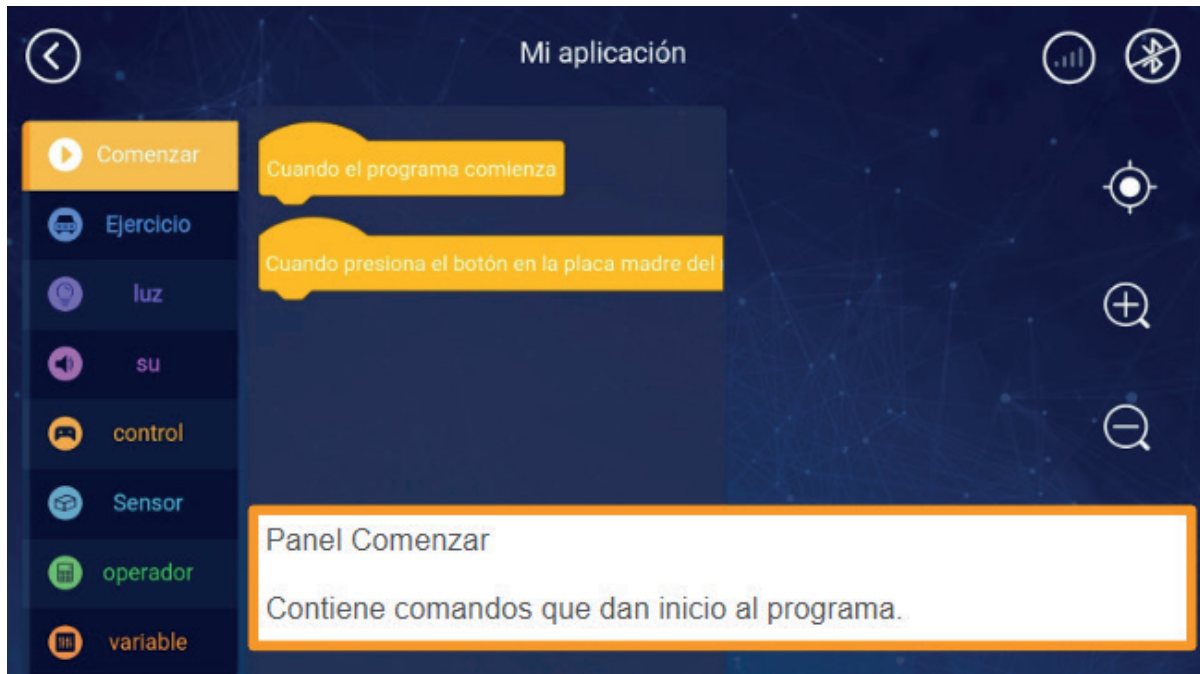 Mi aplicación
Comenzar
Ejercicio
luz
su
control
Sensor
operador
variable
Cuando el programa comienza
Cuando presiona el botón en la placa madre del
Panel Comenzar
Contiene comandos que dan inicio al programa.